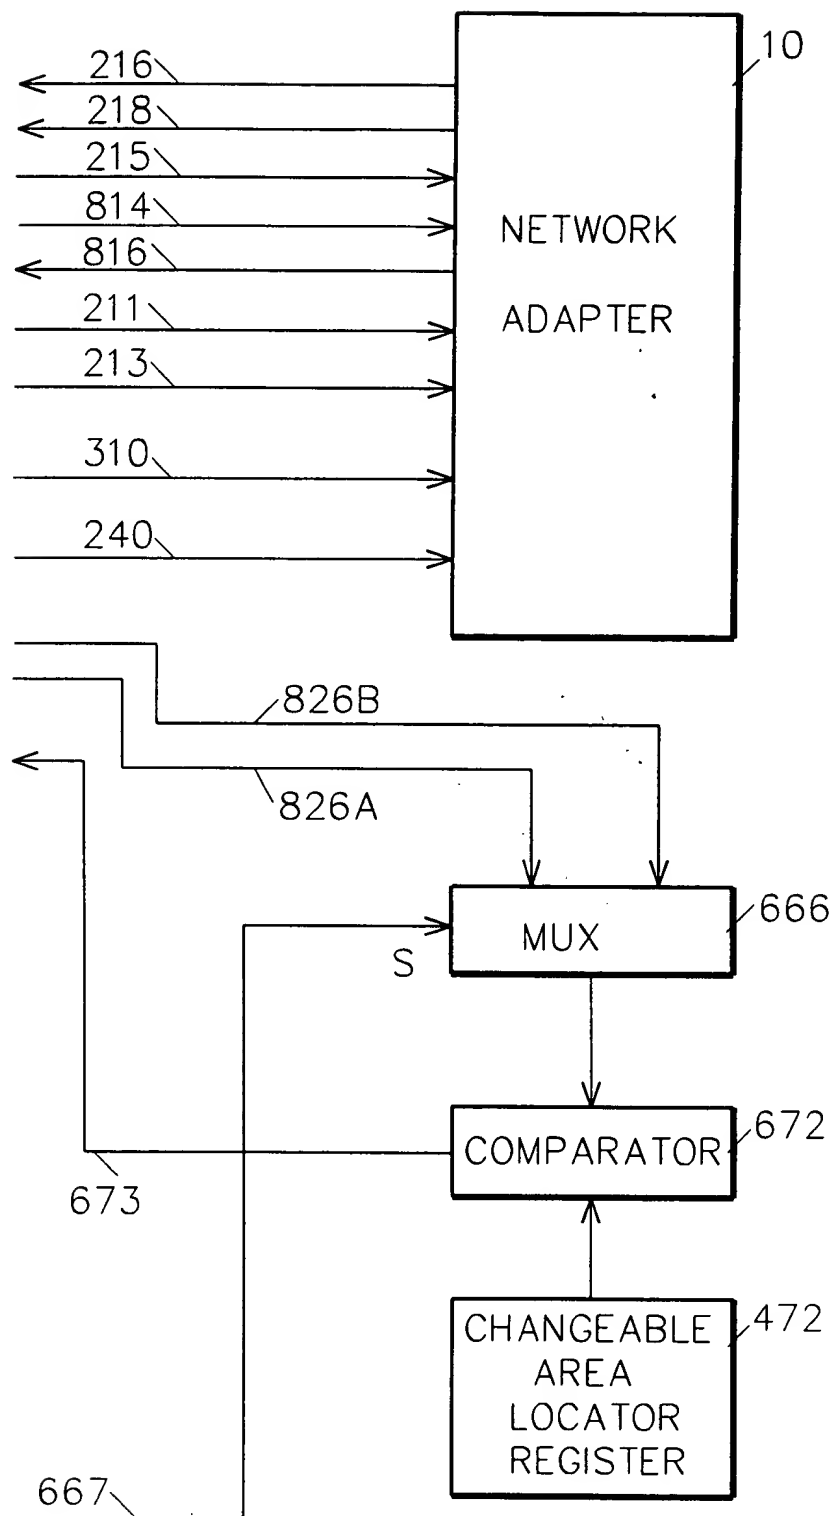 10
216
218
215
814
816
211
213
310
240
NETWORK
ADAPTER
826B
826A
666
MUX
S
672
COMPARATOR
673
472
CHANGEABLE
AREA
LOCATOR
REGISTER
667